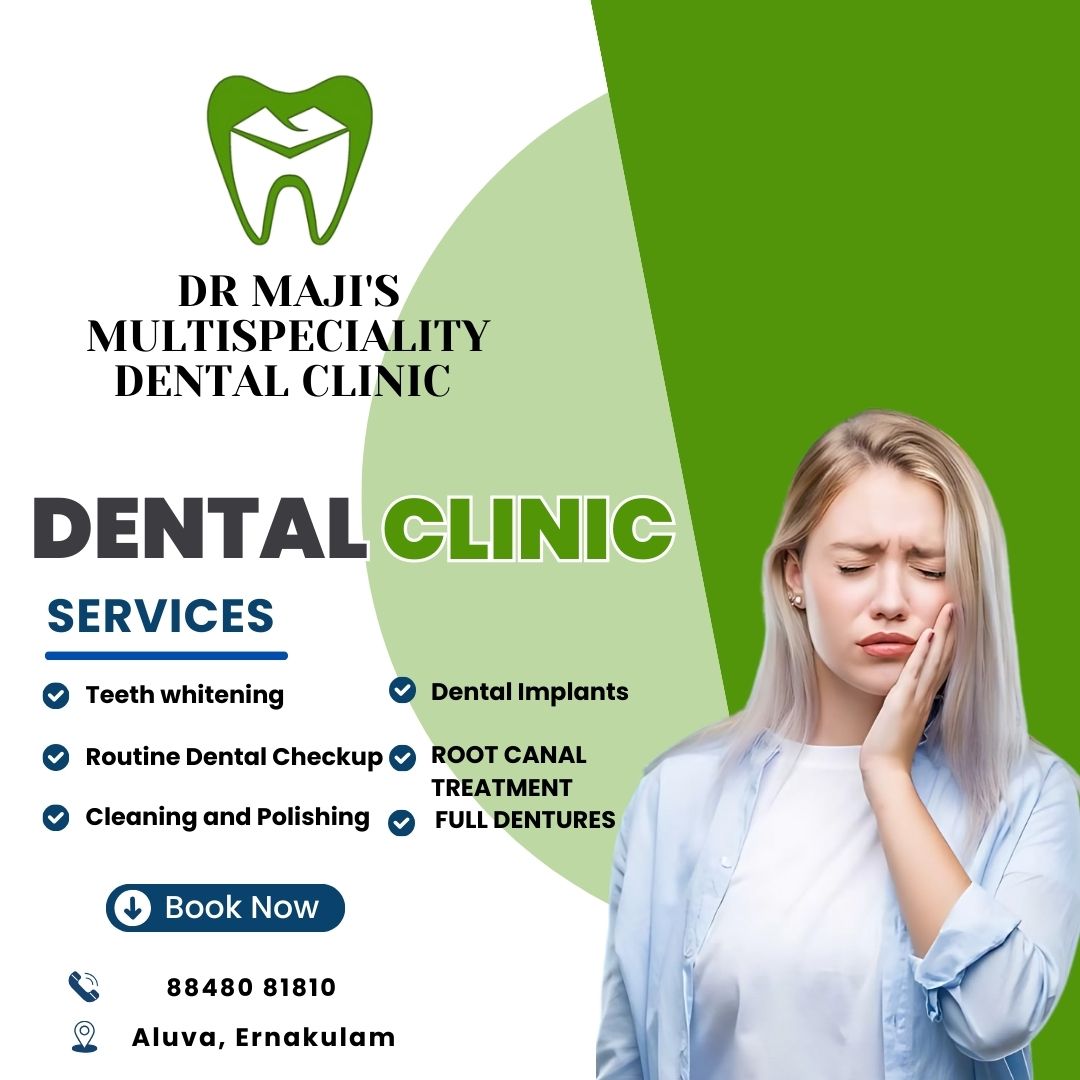 DR MAJI'S
MULTISPECIALITY
DENTAL CLINIC
DENTAL CLINIC
SERVICES
Teeth whitening
Routine Dental Checkup
Cleaning and Polishing
Dental Implants
ROOT CANAL
TREATMENT
FULL DENTURES
Book Now
88480 81810
Aluva, Ernakulam